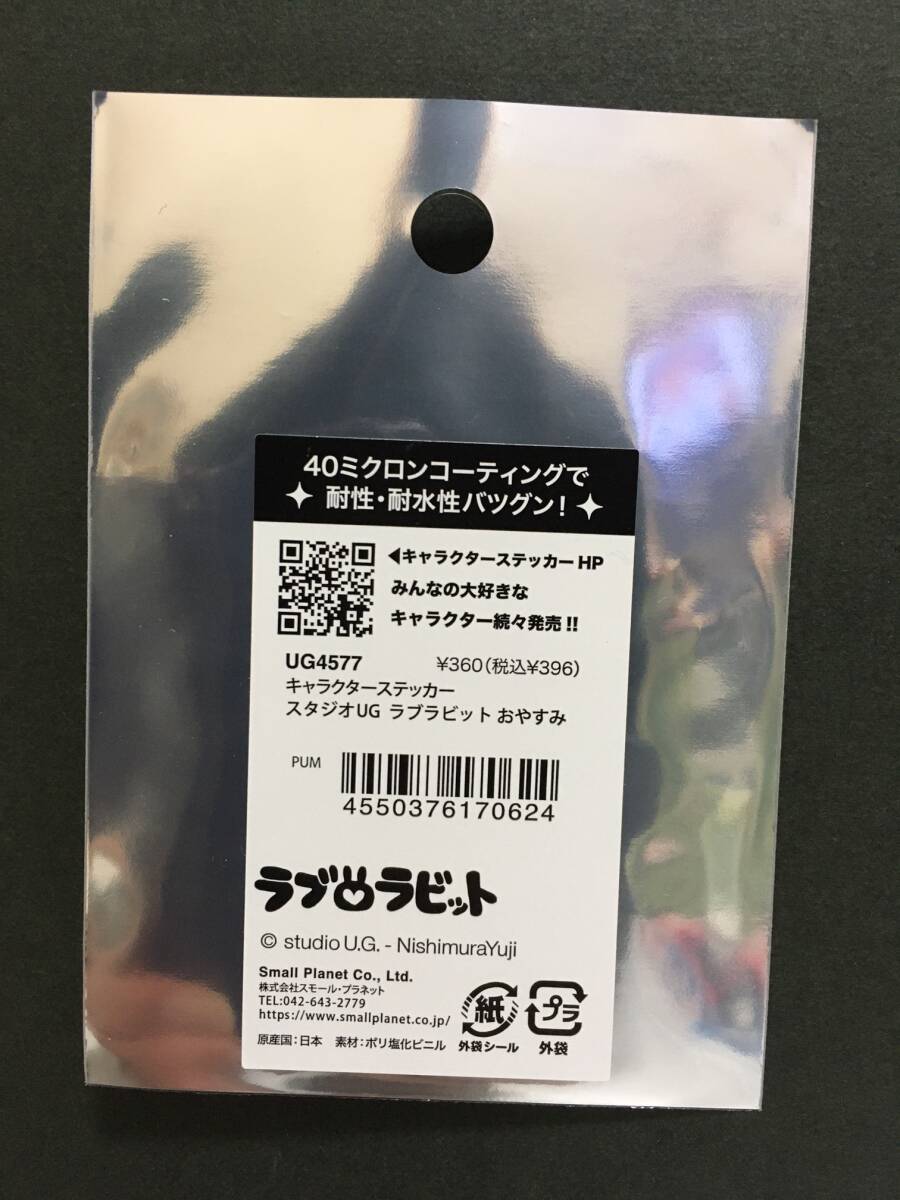 40ミクロンコーティングで
耐性・耐水性バツグン!
◀キャラクターステッカー HP
みんなの大好きな
キャラクター続々発売!!
UG4577 ¥360(税込¥396)
キャラクターステッカー
スタジオUG ラブラビット おやすみ
PUM
4550376170624
ラブラビット
© studio U.G. - NishimuraYuji
Small Planet Co., Ltd.
株式会社スモール・プラネット
TEL:042-643-2779
https://www.smallplanet.co.jp/
紙 プラ
外袋シール 外袋
原産国:日本 素材:ポリ塩化ビニル